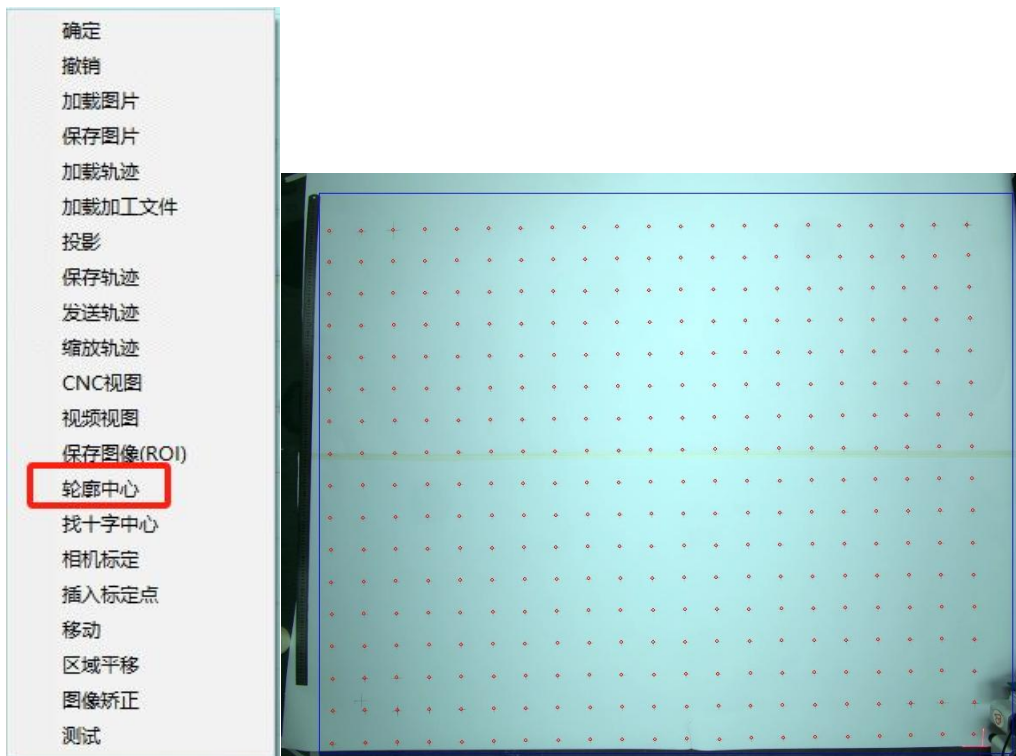 确定
撤销
加载图片
保存图片
加载轨迹
加载加工文件
投影
保存轨迹
发送轨迹
缩放轨迹
CNC视图
视频视图
保存图像(ROI)
轮廓中心
找十字中心
相机标定
插入标定点
移动
区域平移
图像矫正
测试